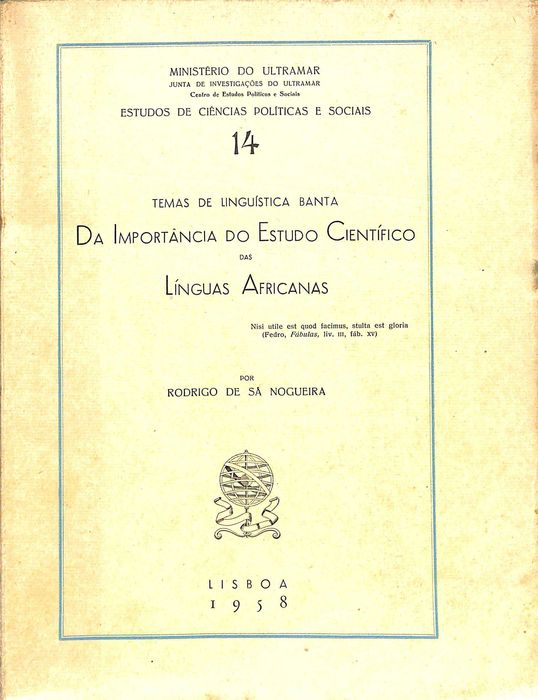 MINISTÉRIO DO ULTRAMAR
JUNTA DE INVESTIGAÇÕES DO ULTRAMAR
Centro de Estudos Políticos e Sociais
ESTUDOS DE CIÊNCIAS POLÍTICAS E SOCIAIS
14
TEMAS DE LINGUÍSTICA BANTA
DA IMPORTÂNCIA DO ESTUDO CIENTÍFICO
DAS
LÍNGUAS AFRICANAS
Nisi utile est quod facimus, stulta est gloria
(Fedro, Fábulas, liv. III, fáb. XV)
POR
RODRIGO DE SÁ NOGUEIRA
LISBOA
1958